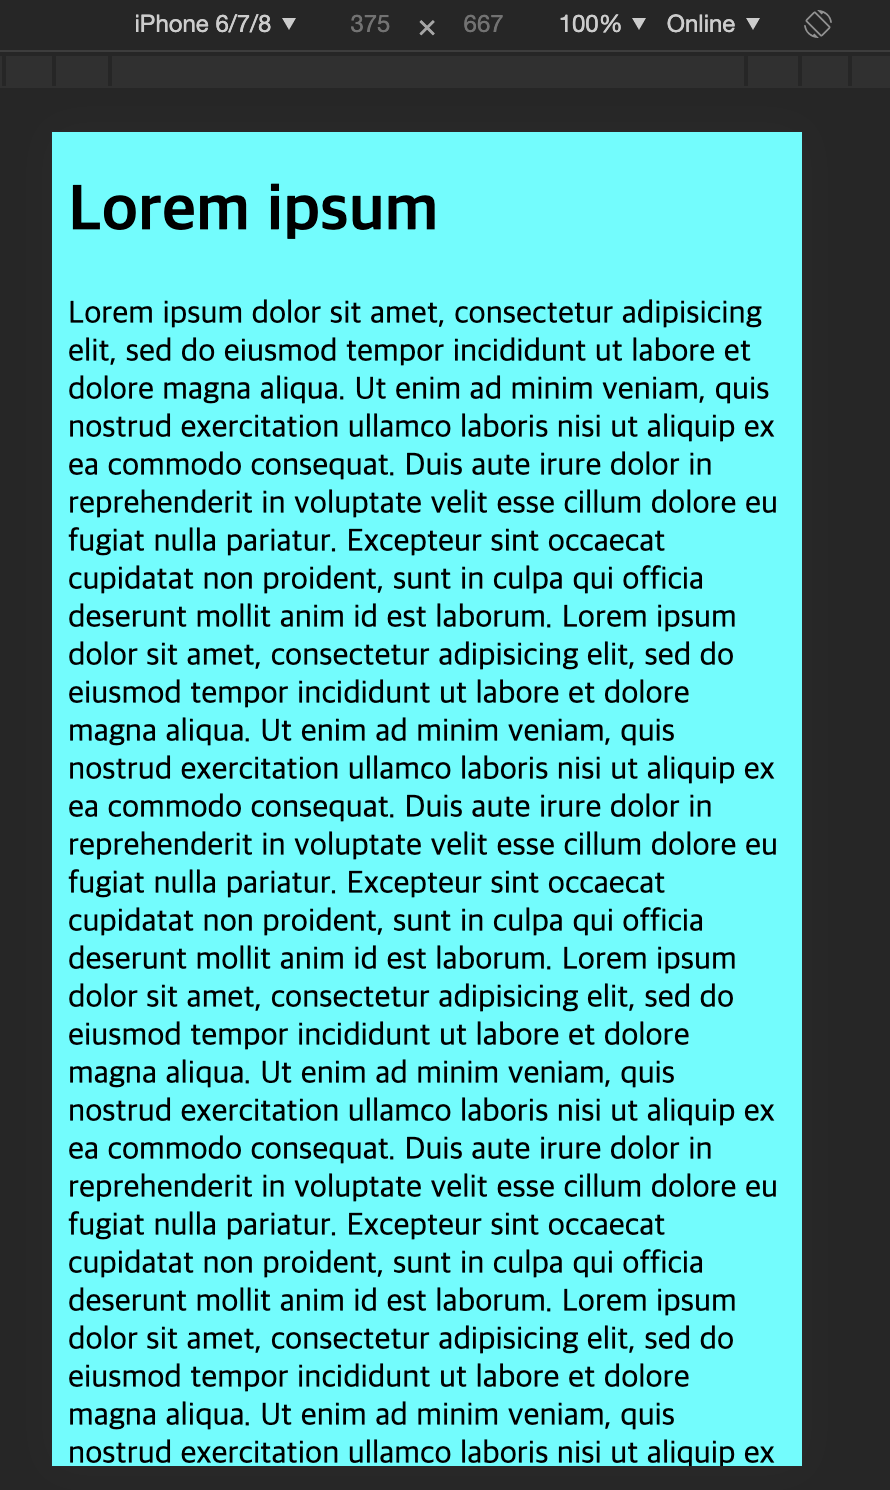 iPhone 6/7/8 ▼ 375 × 667 100% ▼ Online ▼
Lorem ipsum
Lorem ipsum dolor sit amet, consectetur adipisicing
elit, sed do eiusmod tempor incididunt ut labore et
dolore magna aliqua. Ut enim ad minim veniam, quis
nostrud exercitation ullamco laboris nisi ut aliquip ex
ea commodo consequat. Duis aute irure dolor in
reprehenderit in voluptate velit esse cillum dolore eu
fugiat nulla pariatur. Excepteur sint occaecat
cupidatat non proident, sunt in culpa qui officia
deserunt mollit anim id est laborum. Lorem ipsum
dolor sit amet, consectetur adipisicing elit, sed do
eiusmod tempor incididunt ut labore et dolore
magna aliqua. Ut enim ad minim veniam, quis
nostrud exercitation ullamco laboris nisi ut aliquip ex
ea commodo consequat. Duis aute irure dolor in
reprehenderit in voluptate velit esse cillum dolore eu
fugiat nulla pariatur. Excepteur sint occaecat
cupidatat non proident, sunt in culpa qui officia
deserunt mollit anim id est laborum. Lorem ipsum
dolor sit amet, consectetur adipisicing elit, sed do
eiusmod tempor incididunt ut labore et dolore
magna aliqua. Ut enim ad minim veniam, quis
nostrud exercitation ullamco laboris nisi ut aliquip ex
ea commodo consequat. Duis aute irure dolor in
reprehenderit in voluptate velit esse cillum dolore eu
fugiat nulla pariatur. Excepteur sint occaecat
cupidatat non proident, sunt in culpa qui officia
deserunt mollit anim id est laborum. Lorem ipsum
dolor sit amet, consectetur adipisicing elit, sed do
eiusmod tempor incididunt ut labore et dolore
magna aliqua. Ut enim ad minim veniam, quis
nostrud exercitation ullamco laboris nisi ut aliquip ex